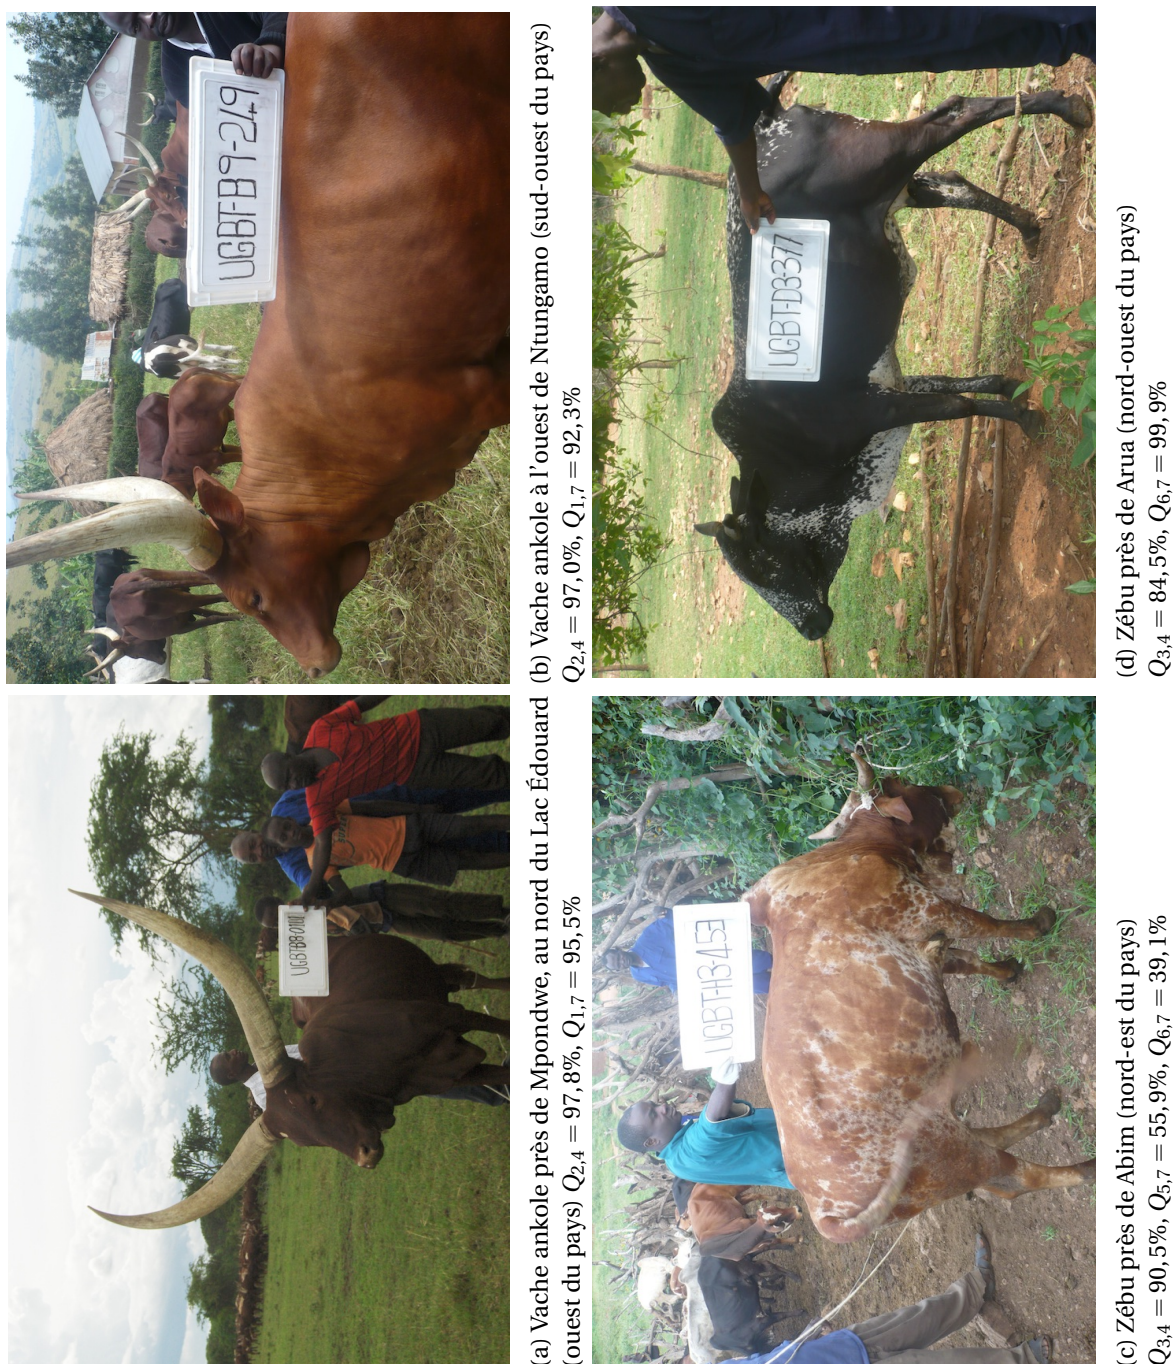 UGBT-B9-249
(a) Vache ankole près de Mpondwe, au nord du Lac Édouard
(ouest du pays) Q2,4 = 97,8%, Q1,7 = 95,5%
(b) Vache ankole à l'ouest de Ntungamo (sud-ouest du pays)
Q2,4 = 97,0%, Q1,7 = 92,3%
UGBT-H3-457
UGBT-D3-377
(c) Zébu près de Abim (nord-est du pays)
Q3,4 = 90,5%, Q5,7 = 55,9%, Q6,7 = 39,1%
(d) Zébu près de Arua (nord-ouest du pays)
Q3,4 = 84,5%, Q6,7 = 99,9%